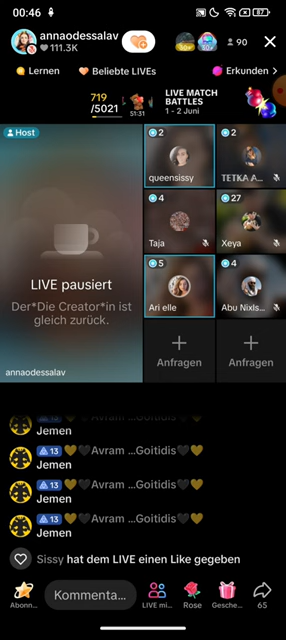 00:46
87
annaodessalav
111.3K
50+
50+
90
Lernen
Beliebte LIVEs
Erkunden >
719
/5021
51:31
LIVE MATCH
BATTLES
1 - 2 Juni
Host
2
queensissy
2
TETKA A...
4
Taja
27
Xeya
5
Ari elle
4
Abu Nixls...
LIVE pausiert
Der*Die Creator*in ist
gleich zurück.
annaodessalav
Anfragen
Anfragen
Jemen
13 💛🖤Avram ...Goitidis🖤💛
Jemen
13 💛🖤Avram ...Goitidis🖤💛
Jemen
13 💛🖤Avram ...Goitidis🖤💛
Jemen
Sissy hat dem LIVE einen Like gegeben
Abonn...
Kommenta...
LIVE mi...
Rose
Gesche...
65